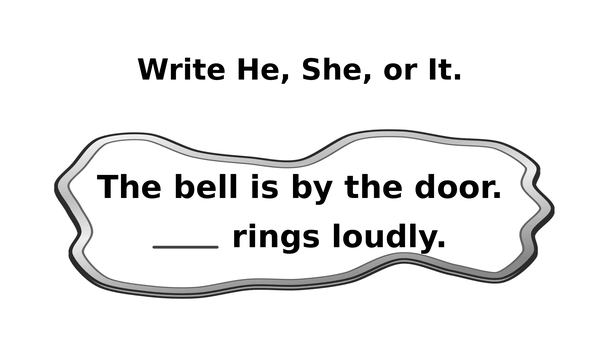 Write He, She, or It.
The bell is by the door.
____ rings loudly.